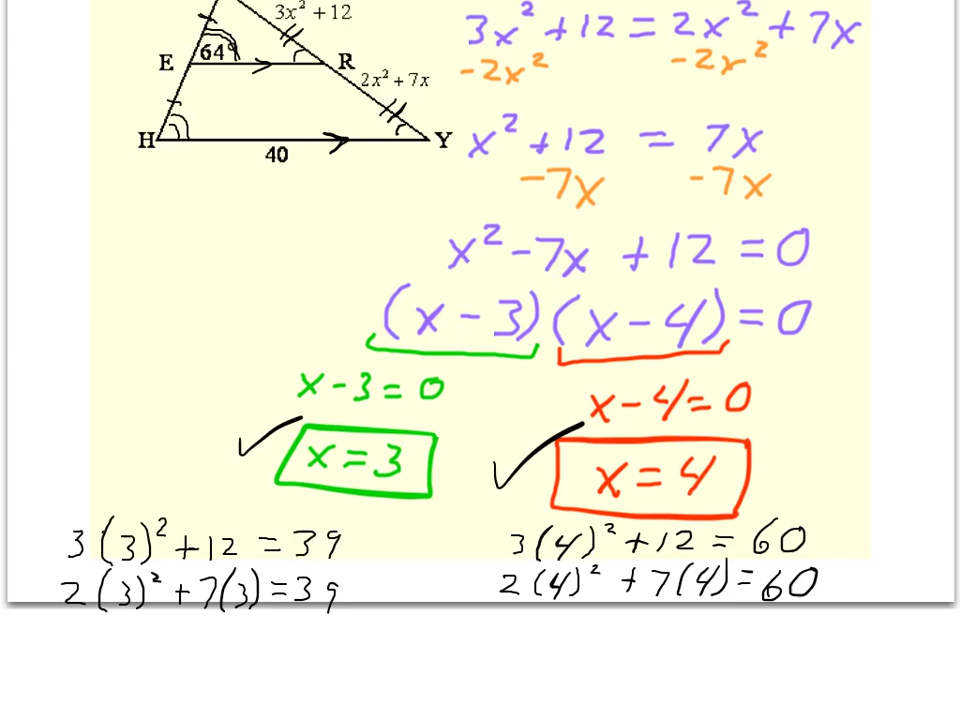 3x² + 12
3x² + 12 = 2x² + 7x
E 64° R
-2x² -2x²
2x² + 7x
H Y
x² + 12 = 7x
40
-7x -7x
x² - 7x + 12 = 0
(x - 3)(x - 4) = 0
x - 3 = 0 x - 4 = 0
x = 3 x = 4
3(3)² + 12 = 39 3(4)² + 12 = 60
2(3)² + 7(3) = 39 2(4)² + 7(4) = 60